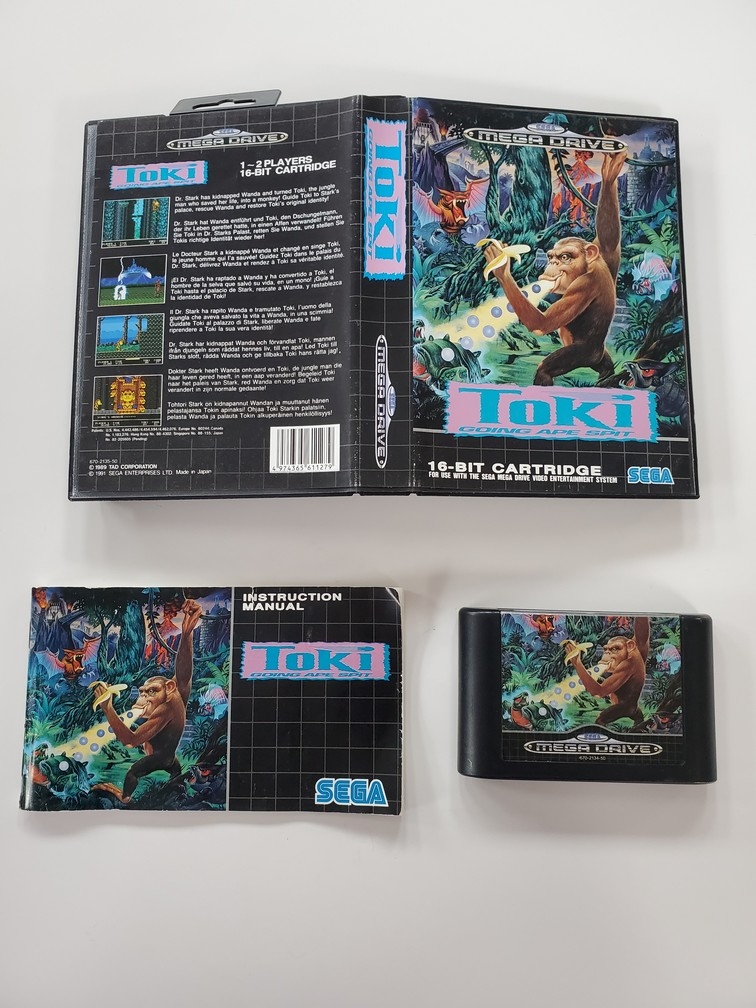 SEGA
MEGA DRIVE
Toki
GOING APE SPIT
1~2 PLAYERS
16-BIT CARTRIDGE
Dr. Stark has kidnapped Wanda and turned Toki, the jungle
man who saved her life, into a monkey! Guide Toki to Stark's
palace, rescue Wanda and restore Toki's original identity!
Dr. Stark hat Wanda entführt und Toki, den Dschungelmann,
der ihr Leben gerettet hatte, in einen Affen verwandelt! Führen
Sie Toki in Dr. Starks Palast, retten Sie Wanda, und stellen Sie
Tokis richtige Identität wieder her!
Le Docteur Stark a kidnappé Wanda et changé en singe Toki,
le jeune homme qui l'a sauvée! Guidez Toki dans le palais du
Dr. Stark, délivrez Wanda et rendez à Toki sa véritable identité.
¡El Dr. Stark ha raptado a Wanda y ha convertido a Toki, el
hombre de la selva que salvó su vida, en un mono! ¡Guíe a
Toki hasta el palacio de Stark, rescate a Wanda, y restablezca
la identidad de Toki!
Il Dr. Stark ha rapito Wanda e tramutato Toki, l'uomo della
giungla che aveva salvato la vita a Wanda, in una scimmia!
Guidate Toki al palazzo di Stark, liberate Wanda e fate
riprendere a Toki la sua vera identità!
Dr. Stark har kidnappat Wanda och förvandlat Toki, mannen
ifrån djungeln som räddat hennes liv, till en apa! Led Toki till
Starks slott, rädda Wanda och ge tillbaka Toki hans rätta jag!
Dokter Stark heeft Wanda ontvoerd en Toki, de jungle man die
haar leven gered heeft, in een aap veranderd! Begeleid Toki
naar het paleis van Stark, red Wanda en zorg dat Toki weer
verandert in zijn normale gedaante!
Tohtori Stark on kidnapannut Wandan ja muuttanut hänen
pelastajansa Tokin apinaksi! Ohjaa Toki Starkin palatsiin,
pelasta Wanda ja palauta Tokin alkuperäinen henkilöllisyys!
670-2135-50
© 1989 TAD CORPORATION
© 1991 SEGA ENTERPRISES LTD. Made in Japan
4 974365 611279
Toki
GOING APE SPIT
SEGA
MEGA DRIVE
SEGA
MEGA DRIVE
Toki
GOING APE SPIT
16-BIT CARTRIDGE
FOR USE WITH THE SEGA MEGA DRIVE VIDEO ENTERTAINMENT SYSTEM
SEGA
INSTRUCTION
MANUAL
Toki
GOING APE SPIT
SEGA
SEGA
MEGA DRIVE
670-2134-50